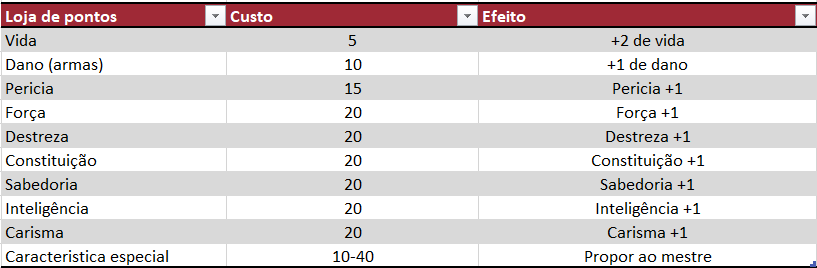 Loja de pontos Custo Efeito
Vida 5 +2 de vida
Dano (armas) 10 +1 de dano
Pericia 15 Pericia +1
Força 20 Força +1
Destreza 20 Destreza +1
Constituição 20 Constituição +1
Sabedoria 20 Sabedoria +1
Inteligência 20 Inteligência +1
Carisma 20 Carisma +1
Caracteristica especial 10-40 Propor ao mestre